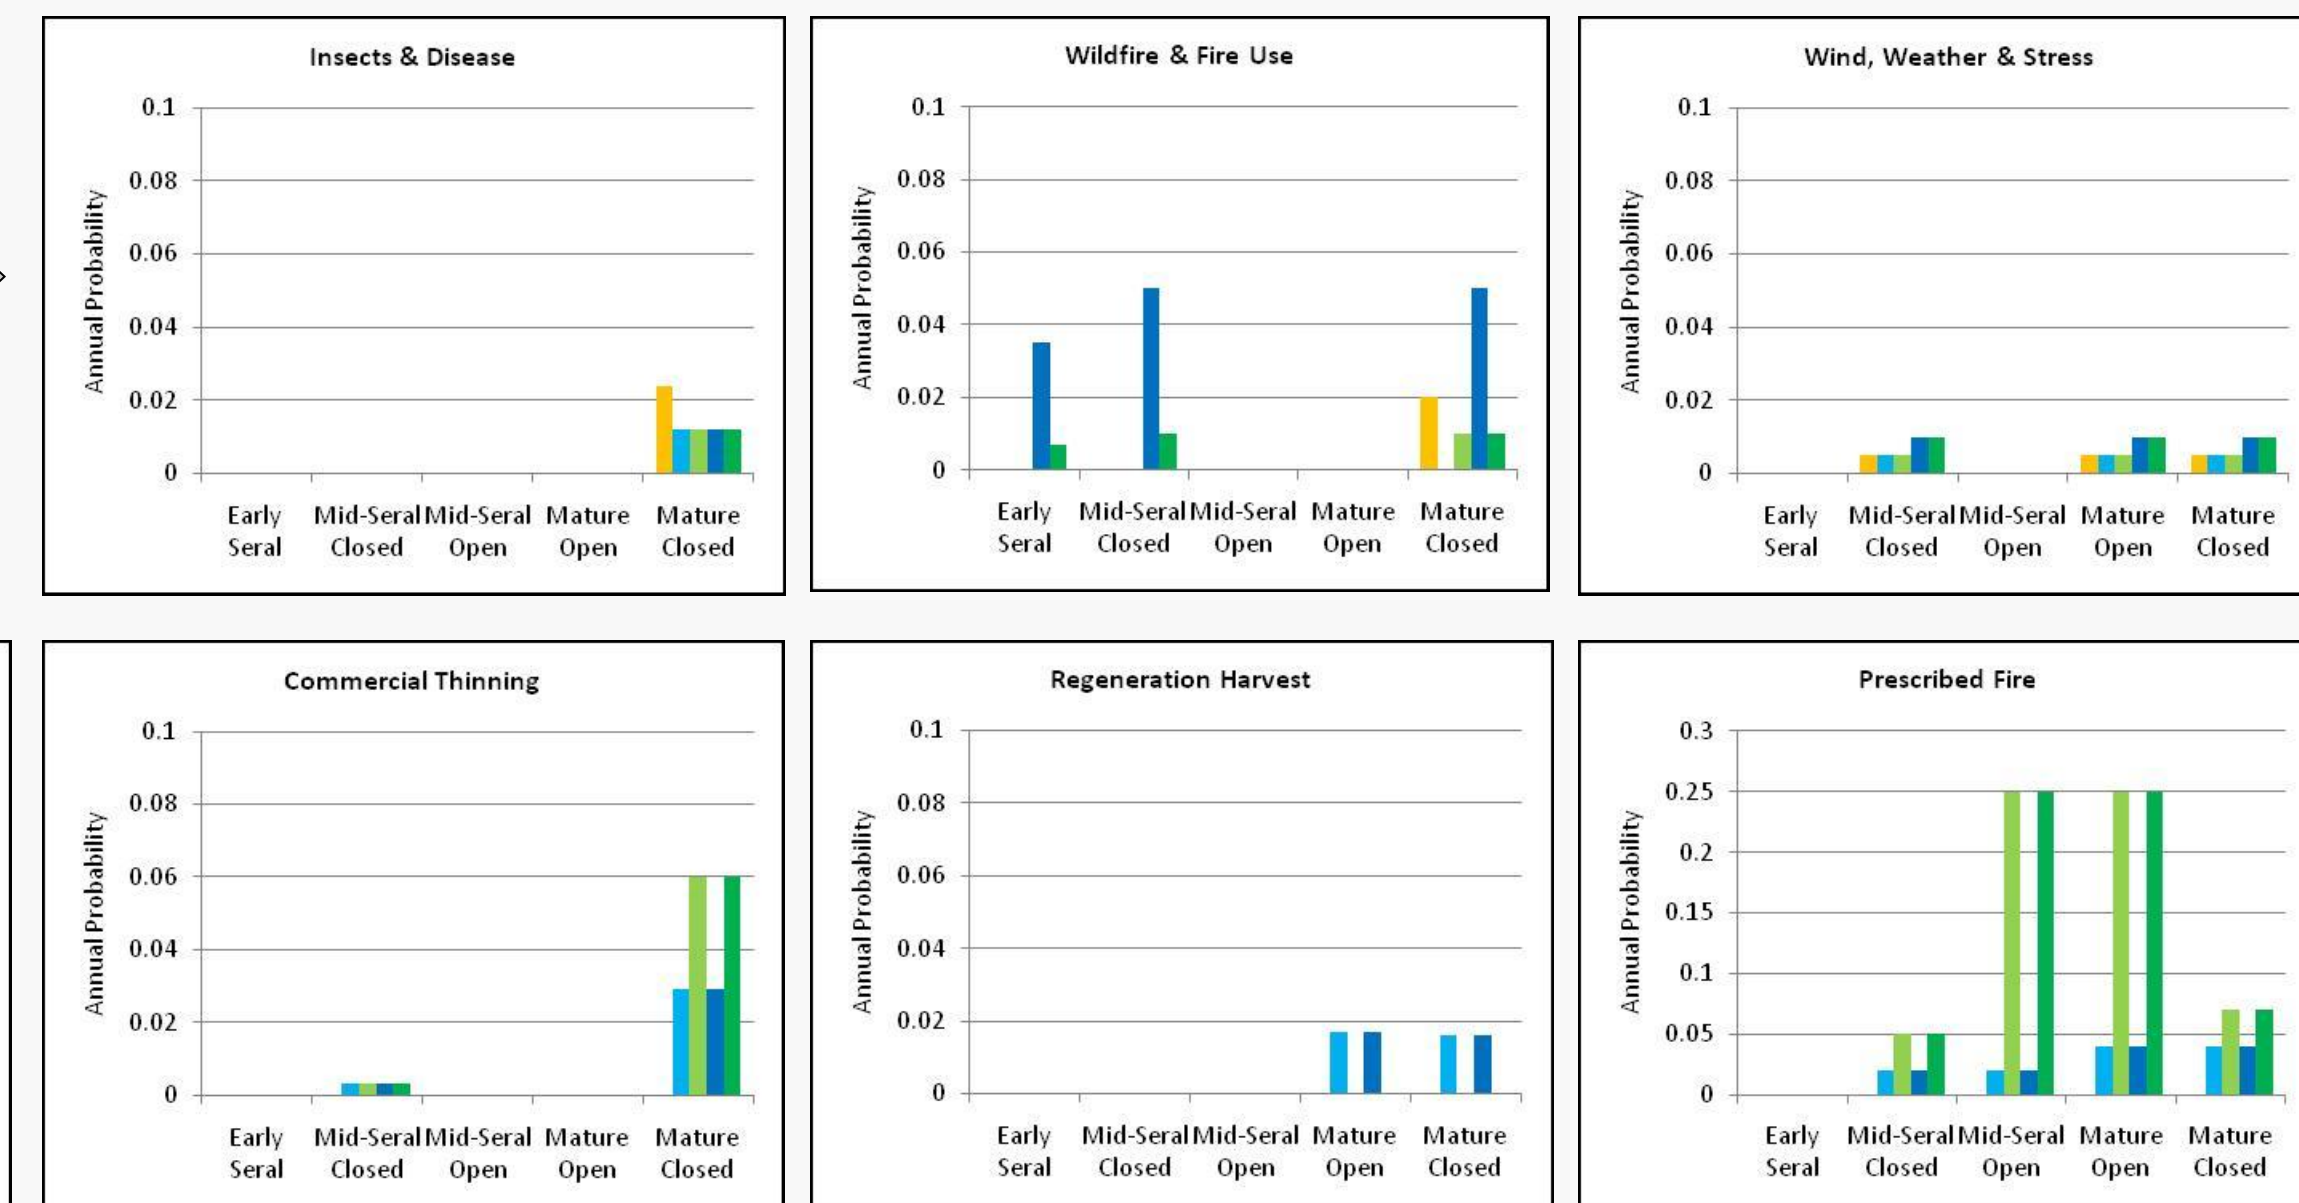 Insects & Disease
Annual Probability
0.1
0.08
0.06
0.04
0.02
0
Early Seral
Mid-Seral Closed
Mid-Seral Open
Mature Open
Mature Closed
Wildfire & Fire Use
Annual Probability
0.1
0.08
0.06
0.04
0.02
0
Early Seral
Mid-Seral Closed
Mid-Seral Open
Mature Open
Mature Closed
Wind, Weather & Stress
Annual Probability
0.1
0.08
0.06
0.04
0.02
0
Early Seral
Mid-Seral Closed
Mid-Seral Open
Mature Open
Mature Closed
Commercial Thinning
Annual Probability
0.1
0.08
0.06
0.04
0.02
0
Early Seral
Mid-Seral Closed
Mid-Seral Open
Mature Open
Mature Closed
Regeneration Harvest
Annual Probability
0.1
0.08
0.06
0.04
0.02
0
Early Seral
Mid-Seral Closed
Mid-Seral Open
Mature Open
Mature Closed
Prescribed Fire
Annual Probability
0.3
0.25
0.2
0.15
0.1
0.05
0
Early Seral
Mid-Seral Closed
Mid-Seral Open
Mature Open
Mature Closed